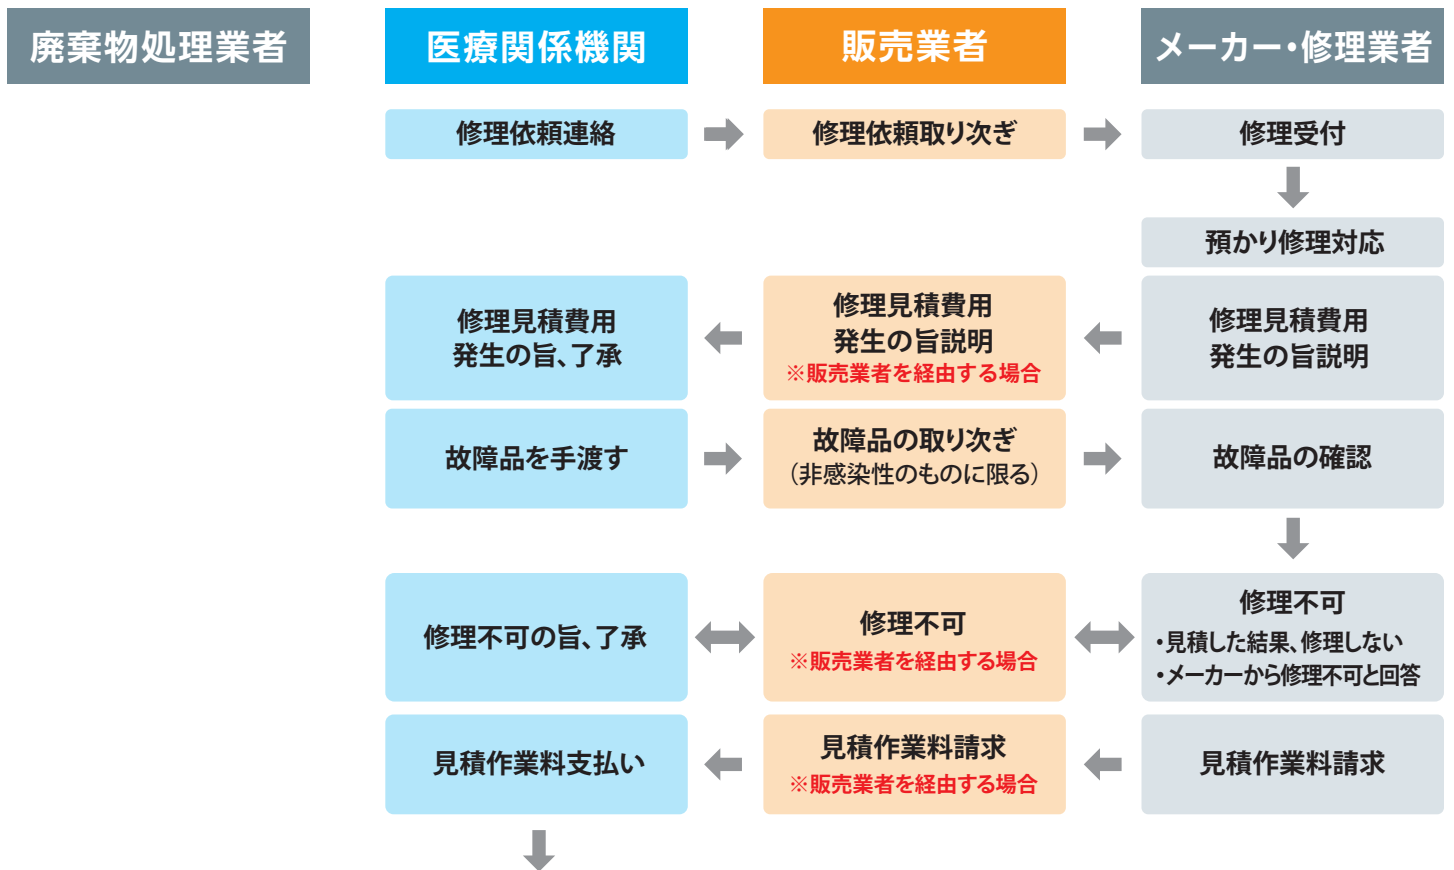 廃棄物処理業者
医療関係機関
販売業者
メーカー・修理業者
修理依頼連絡
修理依頼取り次ぎ
修理受付
預かり修理対応
修理見積費用
発生の旨、了承
修理見積費用
発生の旨説明
※販売業者を経由する場合
修理見積費用
発生の旨説明
故障品を手渡す
故障品の取り次ぎ
（非感染性のものに限る）
故障品の確認
修理不可の旨、了承
修理不可
※販売業者を経由する場合
修理不可
・見積した結果、修理しない
・メーカーから修理不可と回答
見積作業料支払い
見積作業料請求
※販売業者を経由する場合
見積作業料請求